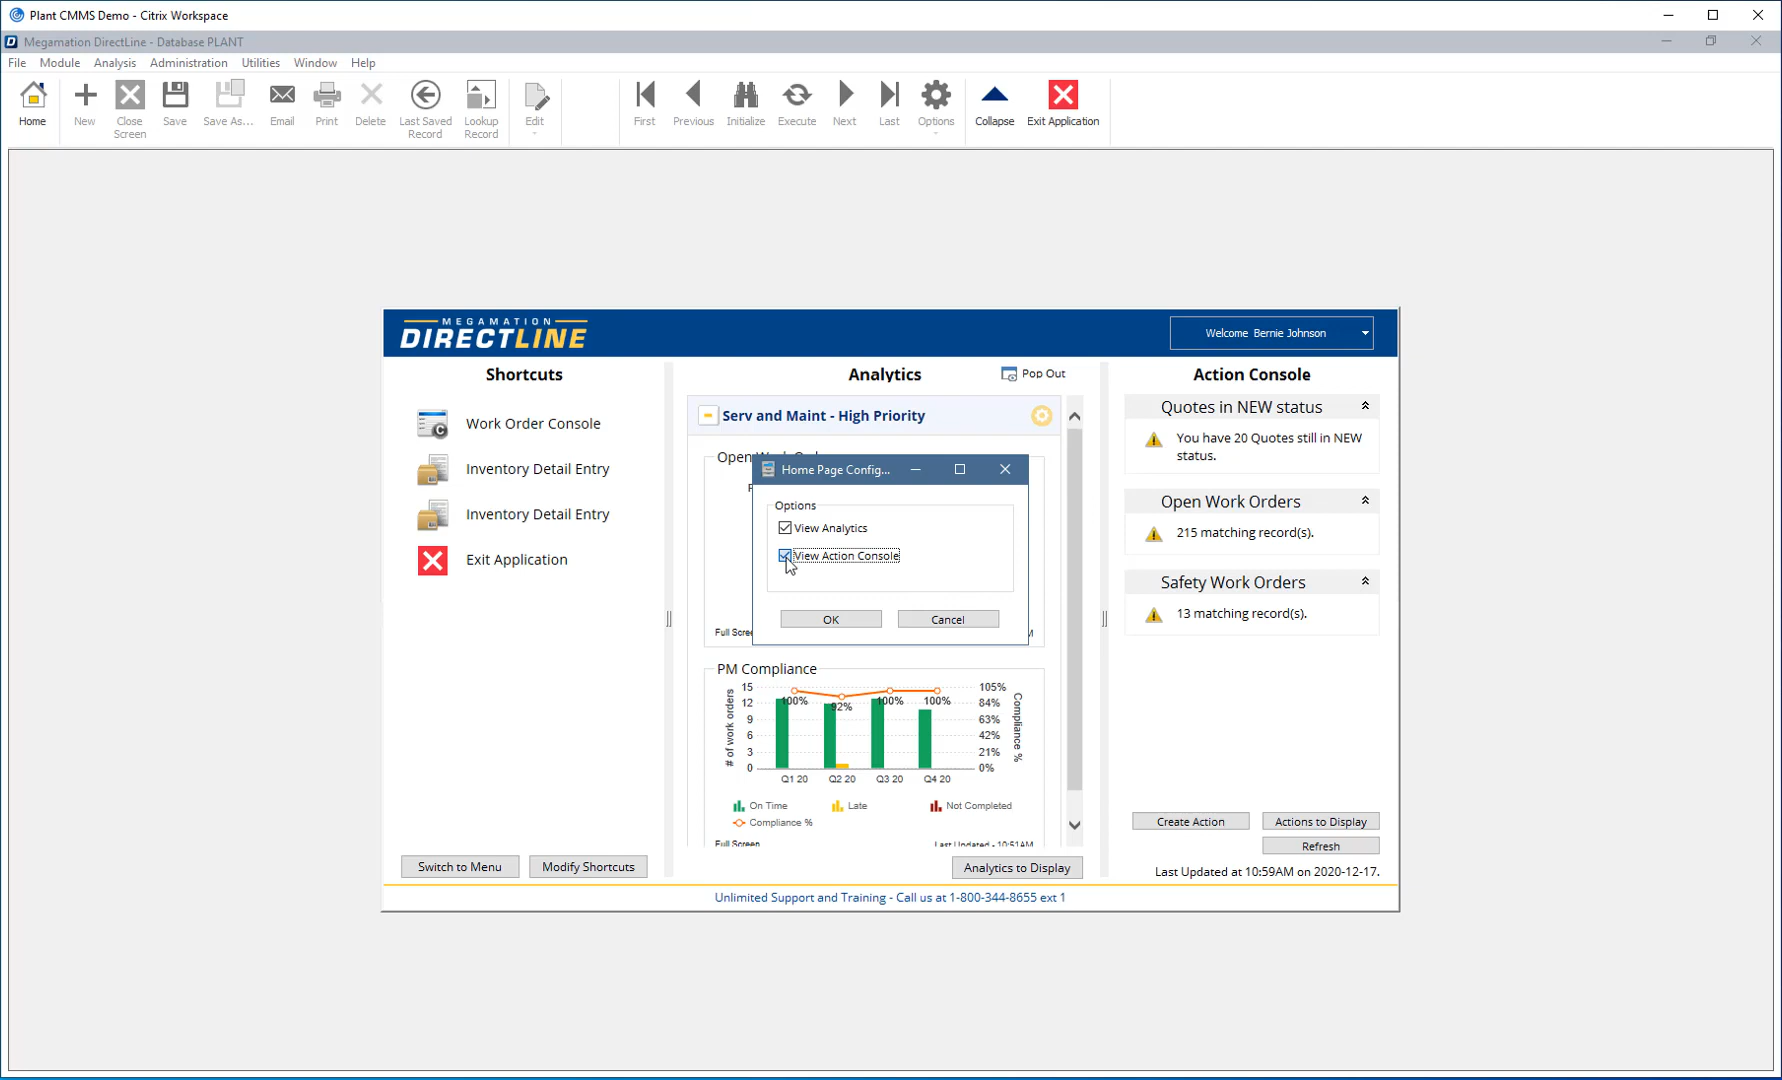 Plant CMMS Demo - Citrix Workspace
Megamation DirectLine - Database PLANT
File Module Analysis Administration Utilities Window Help
Home New Close Screen Save Save As... Email Print Delete Last Saved Record Lookup Record Edit First Previous Initialize Execute Next Last Options Collapse Exit Application
MEGAMATION
DIRECTLINE
Welcome Bernie Johnson
Shortcuts
Work Order Console
Inventory Detail Entry
Inventory Detail Entry
Exit Application
Switch to Menu Modify Shortcuts
Analytics Pop Out
Serv and Maint - High Priority
Home Page Config...
Options
View Analytics
View Action Console
OK Cancel
PM Compliance
# of work orders
15
12
9
6
3
0
100% 92% 100% 100%
105%
84%
63%
42%
21%
0%
Compliance %
Q1 20 Q2 20 Q3 20 Q4 20
On Time Late Not Completed
Compliance %
Full Screen Last Updated - 10:51AM
Analytics to Display
Action Console
Quotes in NEW status
You have 20 Quotes still in NEW
status.
Open Work Orders
215 matching record(s).
Safety Work Orders
13 matching record(s).
Create Action Actions to Display
Refresh
Last Updated at 10:59AM on 2020-12-17.
Unlimited Support and Training - Call us at 1-800-344-8655 ext 1